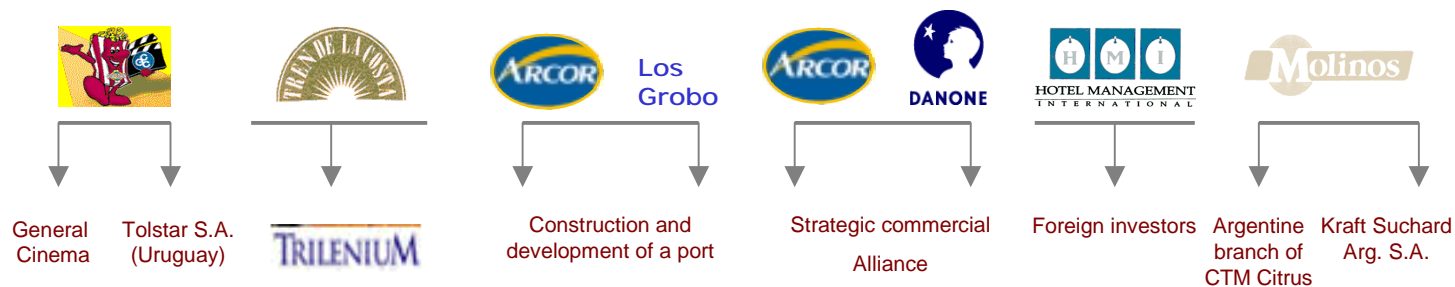 TREN DE LA COSTA
ARCOR
Los
Grobo
ARCOR
DANONE
H M I
HOTEL MANAGEMENT
INTERNATIONAL
Molinos
General
Cinema
Tolstar S.A.
(Uruguay)
TRILENIUM
Construction and
development of a port
Strategic commercial
Alliance
Foreign investors
Argentine
branch of
CTM Citrus
Kraft Suchard
Arg. S.A.